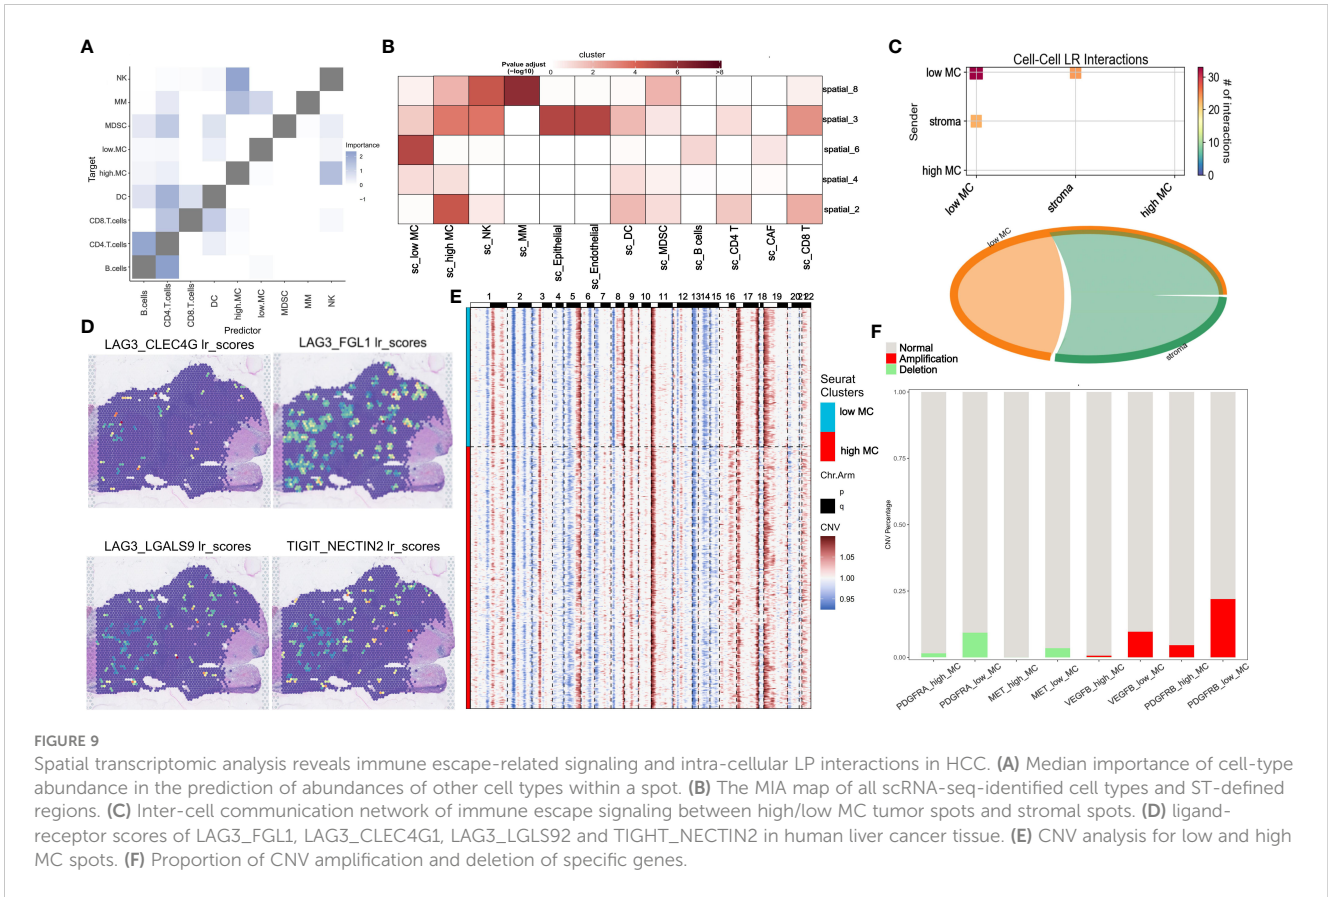 A
NK
MM
MDSC
low.MC
high.MC
DC
CD8.T.cells
CD4.T.cells
B.cells
Target
B.cells
CD4.T.cells
CD8.T.cells
DC
high.MC
low.MC
MDSC
MM
NK
Predictor
Importance
2
1
0
−1
B
cluster
Pvalue adjust
(−log10)
0
2
4
6
>8
spatial_8
spatial_3
spatial_6
spatial_4
spatial_2
sc_low MC
sc_high MC
sc_NK
sc_MM
sc_Epithelial
sc_Endothelial
sc_DC
sc_MDSC
sc_B cells
sc_CD4 T
sc_CAF
sc_CD8 T
C
Cell-Cell LR Interactions
low MC
stroma
high MC
Sender
low MC
stroma
high MC
30
20
10
0
# of interactions
low MC
stroma
D
LAG3_CLEC4G lr_scores
LAG3_FGL1 lr_scores
LAG3_LGALS9 lr_scores
TIGIT_NECTIN2 lr_scores
E
1 2 3 4 5 6 7 8 9 10 11 12 13 14 15 16 17 18 19 20 21 22
Seurat
Clusters
low MC
high MC
Chr.Arm
p
q
CNV
1.05
1.00
0.95
F
Normal
Amplification
Deletion
1.00
0.75
0.50
0.25
0.00
CNV Percentage
PDGFRA_high_MC
PDGFRA_low_MC
MET_high_MC
MET_low_MC
VEGFB_high_MC
VEGFB_low_MC
PDGFRB_high_MC
PDGFRB_low_MC
FIGURE 9
Spatial transcriptomic analysis reveals immune escape-related signaling and intra-cellular LP interactions in HCC. (A) Median importance of cell-type
abundance in the prediction of abundances of other cell types within a spot. (B) The MIA map of all scRNA-seq-identified cell types and ST-defined
regions. (C) Inter-cell communication network of immune escape signaling between high/low MC tumor spots and stromal spots. (D) ligand-
receptor scores of LAG3_FGL1, LAG3_CLEC4G1, LAG3_LGLS92 and TIGHT_NECTIN2 in human liver cancer tissue. (E) CNV analysis for low and high
MC spots. (F) Proportion of CNV amplification and deletion of specific genes.